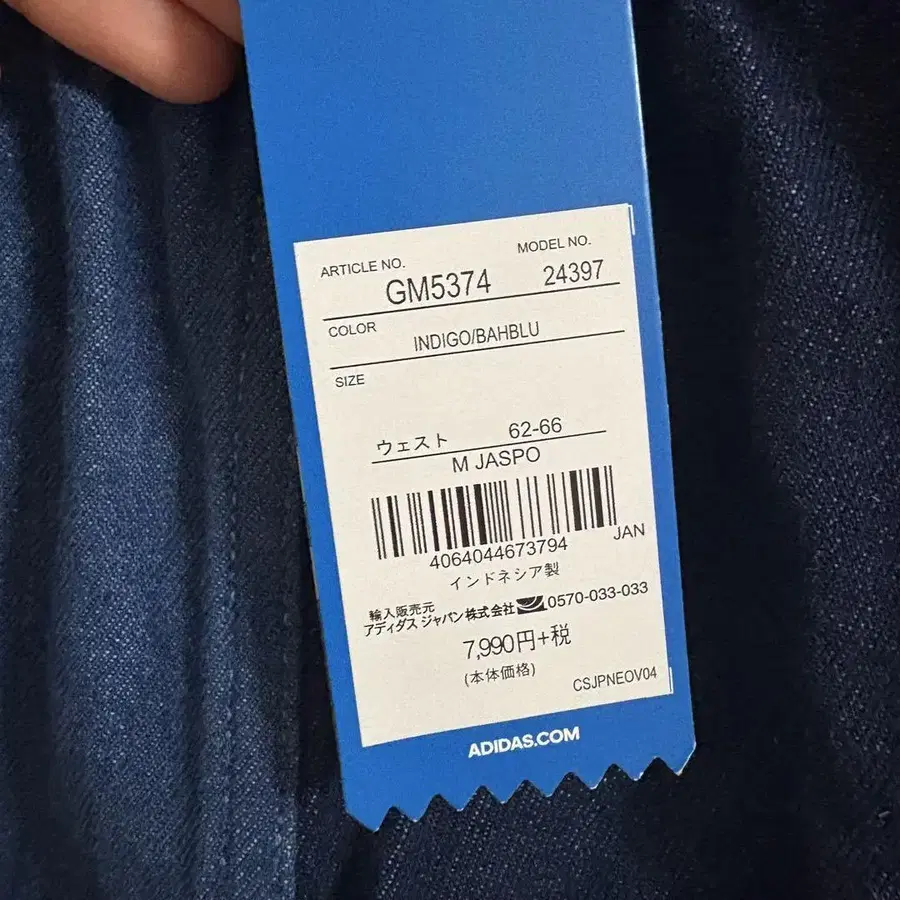 ARTICLE NO. MODEL NO.
GM5374 24397
COLOR
INDIGO/BAHBLU
SIZE
ウェスト 62-66
M JASPO
4064044673794 JAN
インドネシア製
輸入販売元
アディダス ジャパン株式会社 0570-033-033
7,990円+税
(本体価格)
CSJPNEOV04
ADIDAS.COM